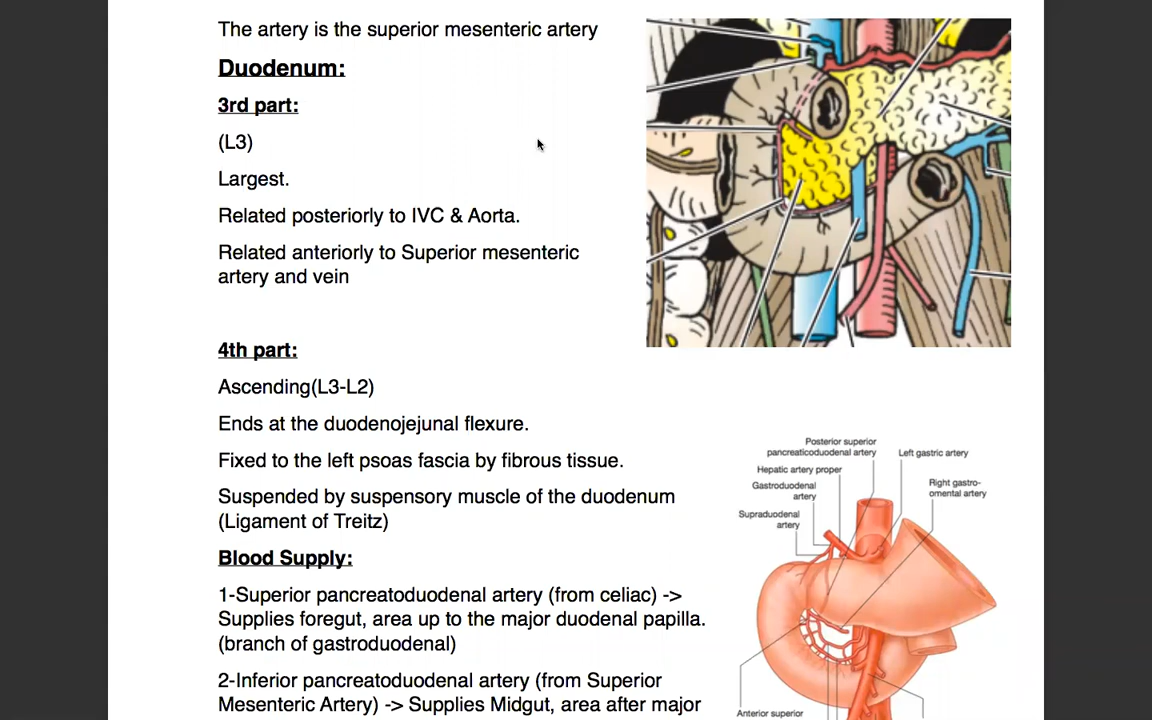 The artery is the superior mesenteric artery
Duodenum:
3rd part:
(L3)
Largest.
Related posteriorly to IVC & Aorta.
Related anteriorly to Superior mesenteric
artery and vein
4th part:
Ascending(L3-L2)
Ends at the duodenojejunal flexure.
Fixed to the left psoas fascia by fibrous tissue.
Suspended by suspensory muscle of the duodenum
(Ligament of Treitz)
Blood Supply:
1-Superior pancreatoduodenal artery (from celiac) ->
Supplies foregut, area up to the major duodenal papilla.
(branch of gastroduodenal)
2-Inferior pancreatoduodenal artery (from Superior
Mesenteric Artery) -> Supplies Midgut, area after major
Posterior superior
pancreaticoduodenal artery
Left gastric artery
Hepatic artery proper
Gastroduodenal
artery
Right gastro-
omental artery
Supraduodenal
artery
Anterior superior